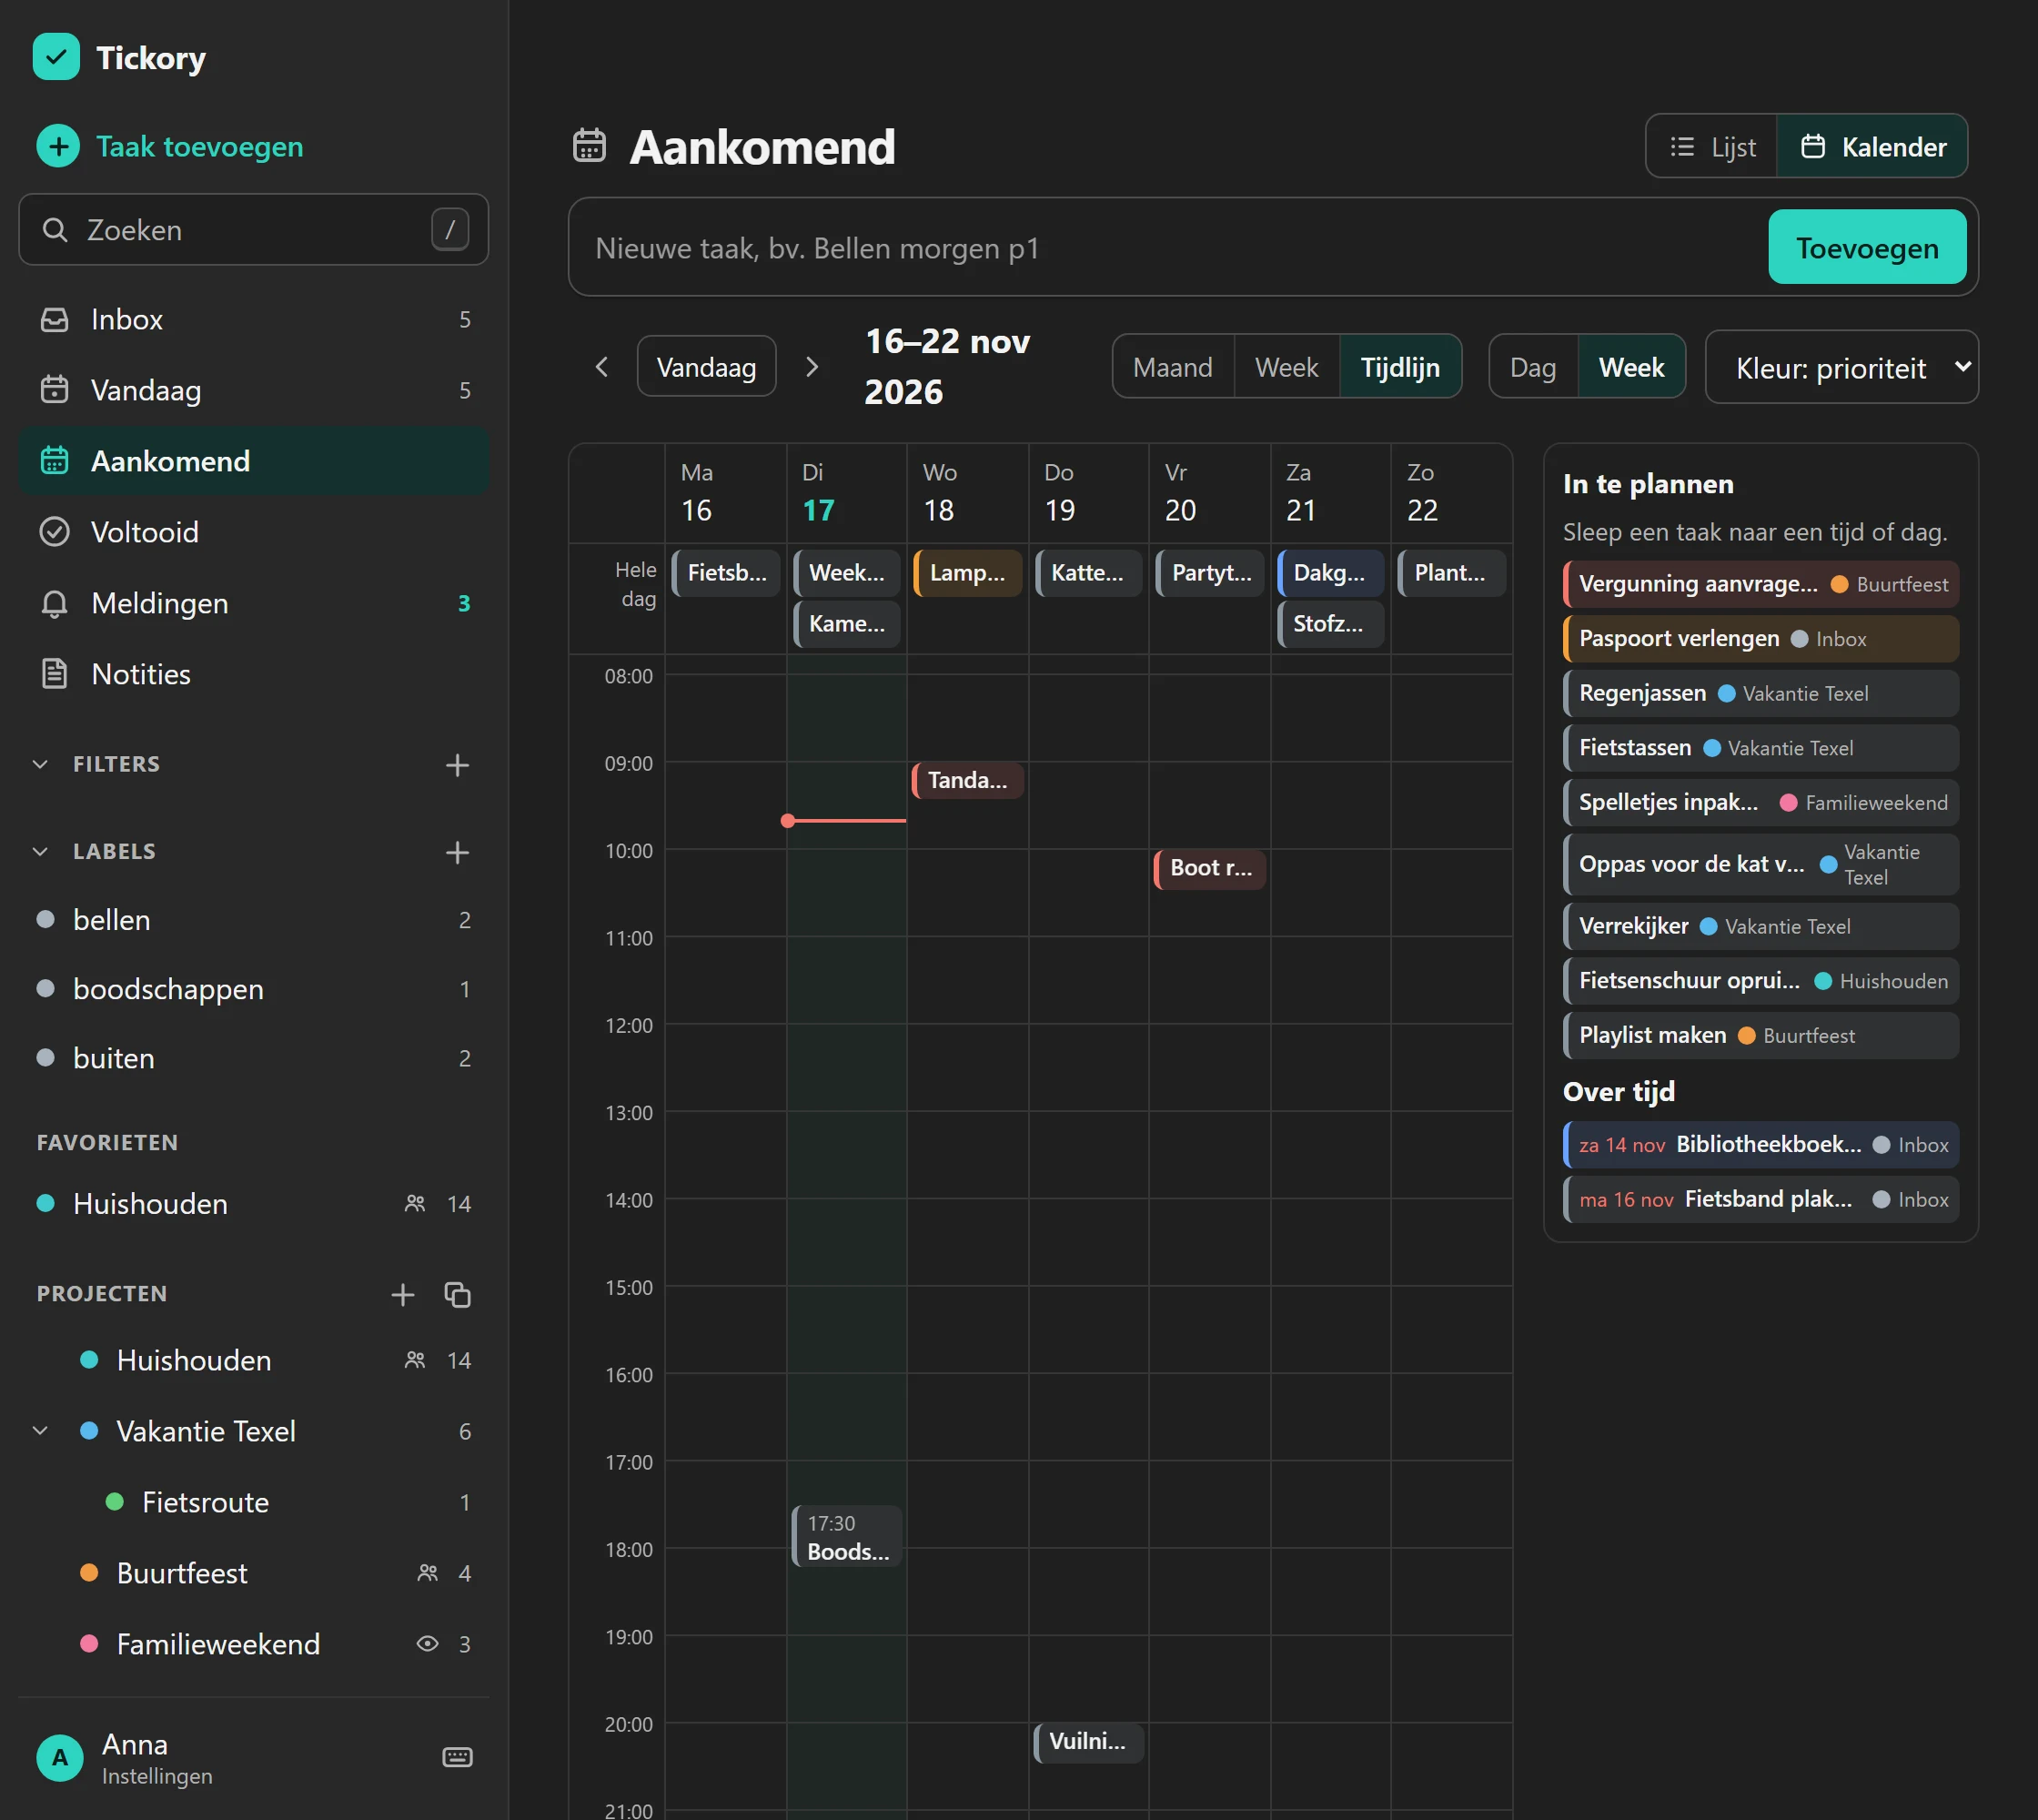 Tickory
Taak toevoegen
Zoeken /
Inbox 5
Vandaag 5
Aankomend
Voltooid
Meldingen 3
Notities
FILTERS
LABELS
bellen 2
boodschappen 1
buiten 2
FAVORIETEN
Huishouden 14
PROJECTEN
Huishouden 14
Vakantie Texel 6
Fietsroute 1
Buurtfeest 4
Familieweekend 3
A
Anna
Instellingen
Aankomend
Lijst Kalender
Nieuwe taak, bv. Bellen morgen p1
Toevoegen
Vandaag
16–22 nov
2026
Maand Week Tijdlijn
Dag Week
Kleur: prioriteit
Ma Di Wo Do Vr Za Zo
16 17 18 19 20 21 22
Hele
dag
Fietsb... Week... Lamp... Katte... Partyt... Dakg... Plant...
Kame... Stofz...
08:00
09:00
Tanda...
10:00
Boot r...
11:00
12:00
13:00
14:00
15:00
16:00
17:00
17:30
Boods...
18:00
19:00
20:00
Vuilni...
21:00
In te plannen
Sleep een taak naar een tijd of dag.
Vergunning aanvrage... Buurtfeest
Paspoort verlengen Inbox
Regenjassen Vakantie Texel
Fietstassen Vakantie Texel
Spelletjes inpak... Familieweekend
Oppas voor de kat v... Vakantie
Texel
Verrekijker Vakantie Texel
Fietsenschuur oprui... Huishouden
Playlist maken Buurtfeest
Over tijd
za 14 nov Bibliotheekboek... Inbox
ma 16 nov Fietsband plak... Inbox